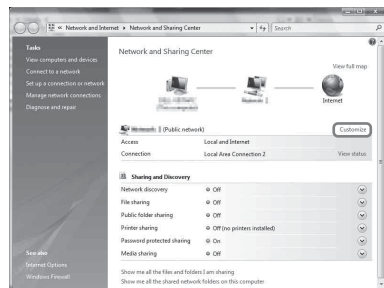 « Network and Internet ▸ Network and Sharing Center
Search
Tasks
View computers and devices
Connect to a network
Set up a connection or network
Manage network connections
Diagnose and repair
See also
Internet Options
Windows Firewall
Network and Sharing Center
View full map
Internet
(Public network)
Customize
Access Local and Internet
Connection Local Area Connection 2 View status
Sharing and Discovery
Network discovery Off
File sharing Off
Public folder sharing Off
Printer sharing Off (no printers installed)
Password protected sharing On
Media sharing Off
Show me all the files and folders I am sharing
Show me all the shared network folders on this computer